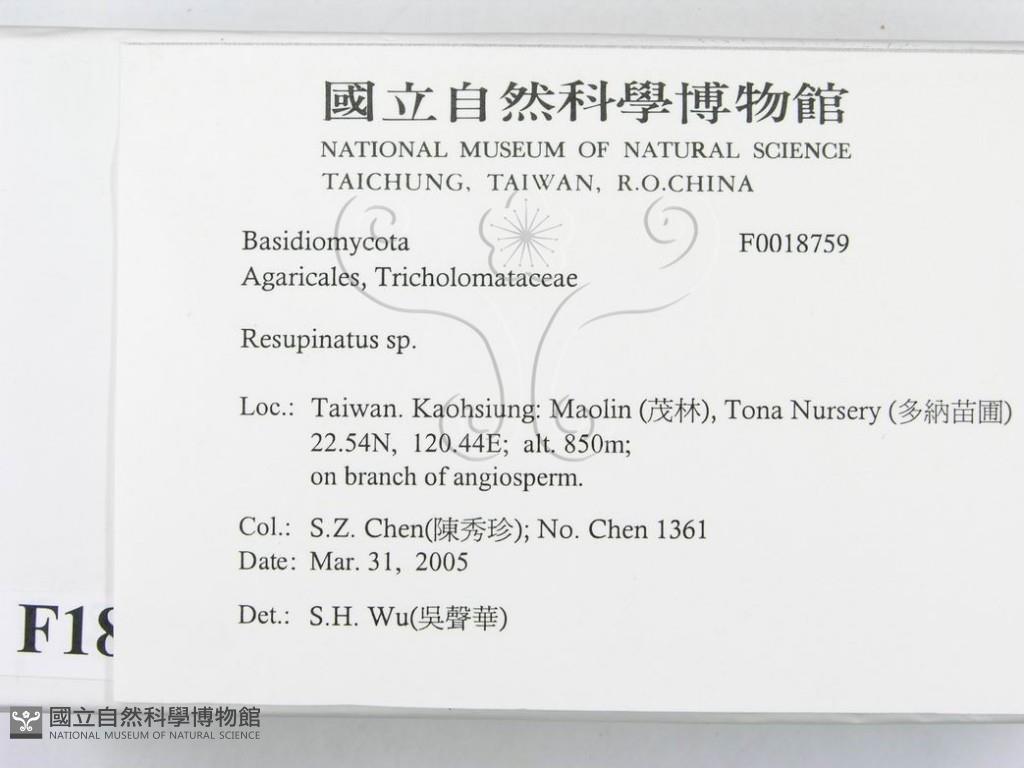 國立自然科學博物館
NATIONAL MUSEUM OF NATURAL SCIENCE
TAICHUNG, TAIWAN, R.O.CHINA
Basidiomycota F0018759
Agaricales, Tricholomataceae
Resupinatus sp.
Loc.: Taiwan. Kaohsiung: Maolin (茂林), Tona Nursery (多納苗圃)
22.54N, 120.44E; alt. 850m;
on branch of angiosperm.
Col.: S.Z. Chen(陳秀珍); No. Chen 1361
Date: Mar. 31, 2005
Det.: S.H. Wu(吳聲華)
F18
國立自然科學博物館
NATIONAL MUSEUM OF NATURAL SCIENCE